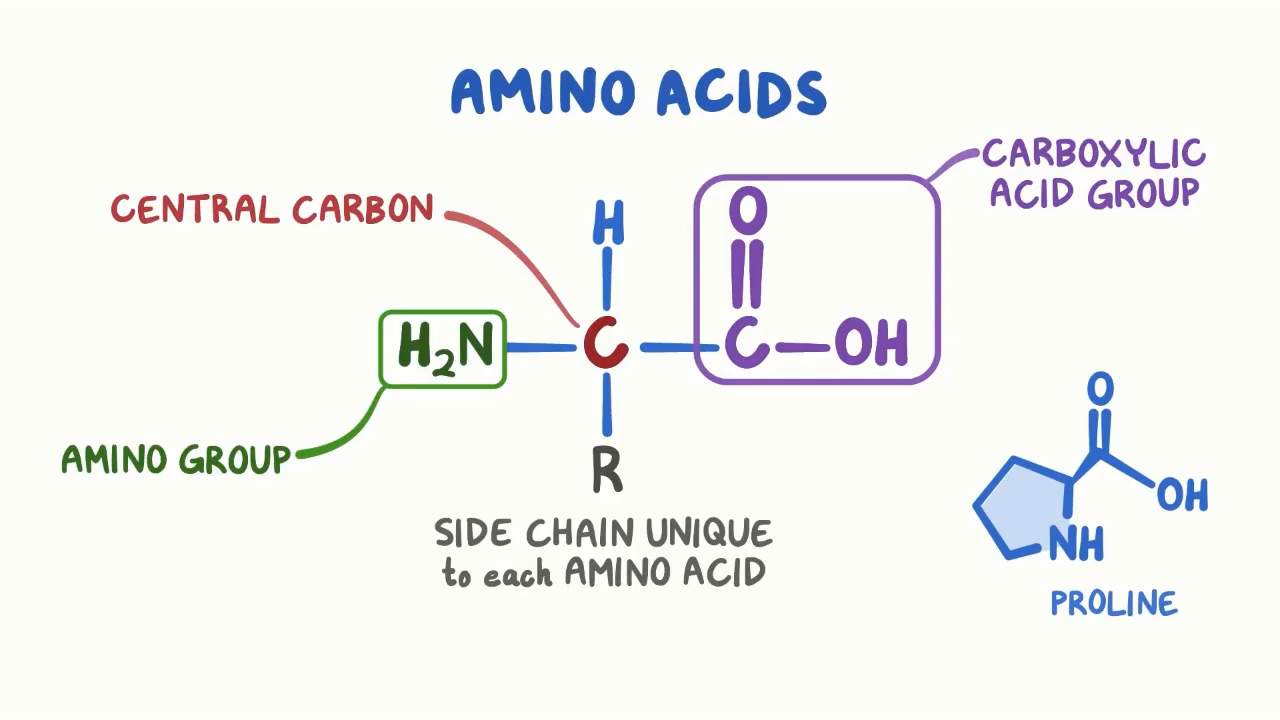 AMINO ACIDS
CARBOXYLIC
ACID GROUP
CENTRAL CARBON
H
O
H₂N
C
C
OH
AMINO GROUP
R
SIDE CHAIN UNIQUE
to each AMINO ACID
O
OH
NH
PROLINE